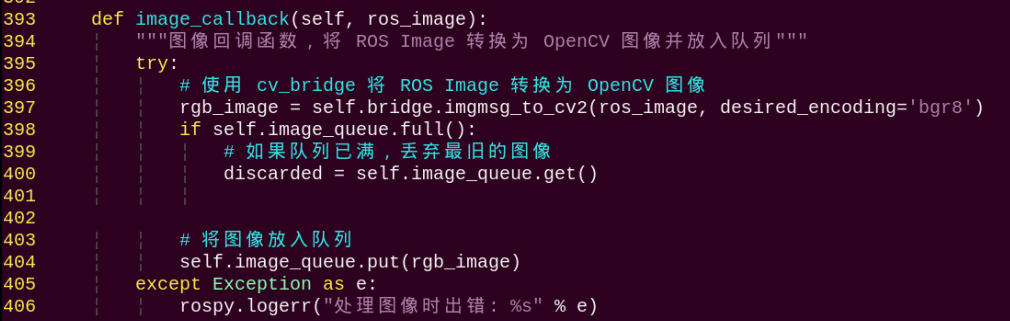 393     def image_callback(self, ros_image):
394         """图像回调函数，将 ROS Image 转换为 OpenCV 图像并放入队列"""
395         try:
396             # 使用 cv_bridge 将 ROS Image 转换为 OpenCV 图像
397             rgb_image = self.bridge.imgmsg_to_cv2(ros_image, desired_encoding='bgr8')
398             if self.image_queue.full():
399                 # 如果队列已满，丢弃最旧的图像
400                 discarded = self.image_queue.get()
401
402
403             # 将图像放入队列
404             self.image_queue.put(rgb_image)
405         except Exception as e:
406             rospy.logerr("处理图像时出错: %s" % e)